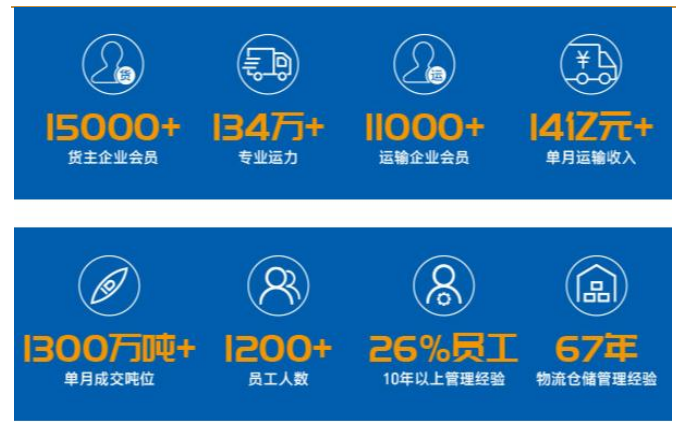 货
运
15000+ 134万+ 11000+ 14亿元+
货主企业会员 专业运力 运输企业会员 单月运输收入
1300万吨+ 1200+ 26%员工 67年
单月成交吨位 员工人数 10年以上管理经验 物流仓储管理经验